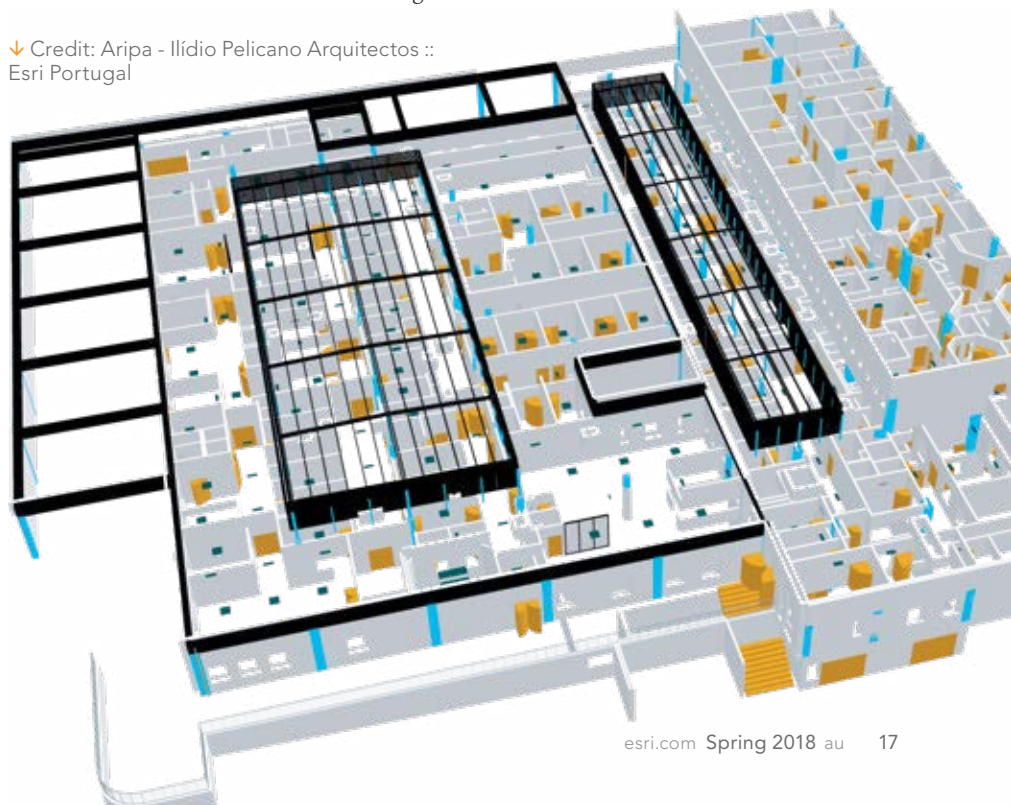 ↓ Credit: Aripa - Ilídio Pelicano Arquitectos ::
Esri Portugal
esri.com Spring 2018 au 17